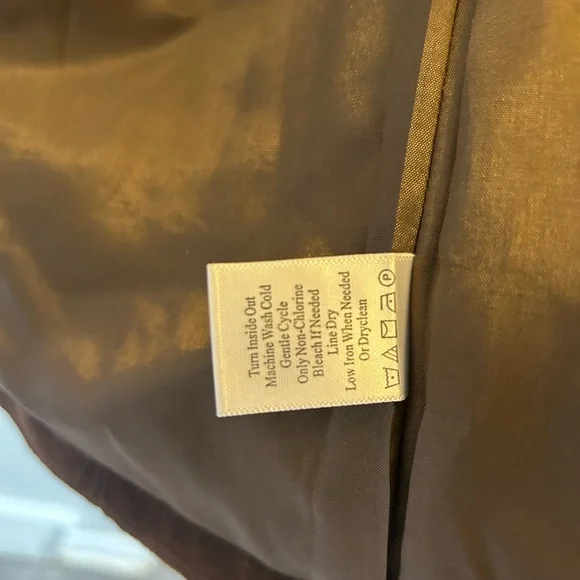 Turn Inside Out
Machine Wash Cold
Gentle Cycle
Only Non-Chlorine
Bleach If Needed
Line Dry
Low Iron When Needed
Or Dryclean
P